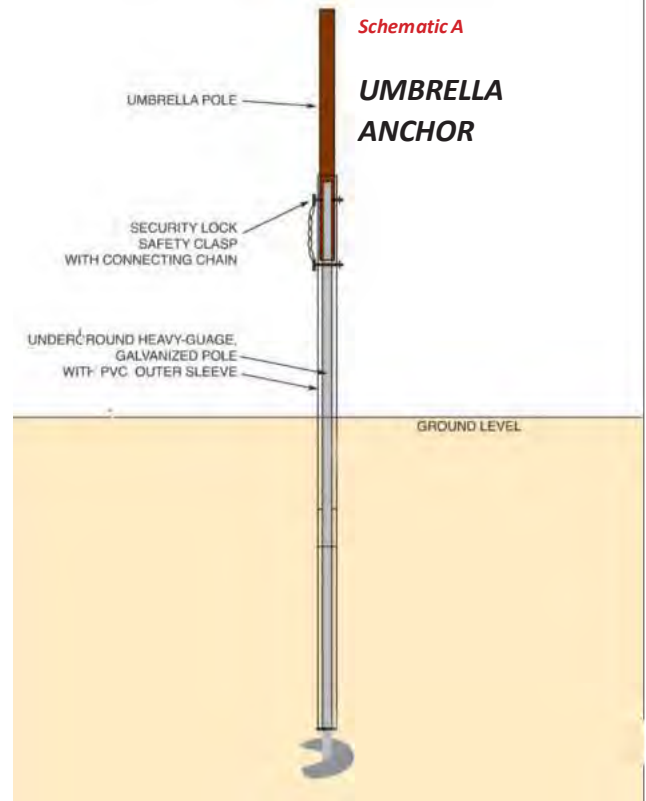 Schematic A
UMBRELLA
ANCHOR
UMBRELLA POLE
SECURITY LOCK
SAFETY CLASP
WITH CONNECTING CHAIN
UNDERGROUND HEAVY-GUAGE,
GALVANIZED POLE
WITH PVC OUTER SLEEVE
GROUND LEVEL